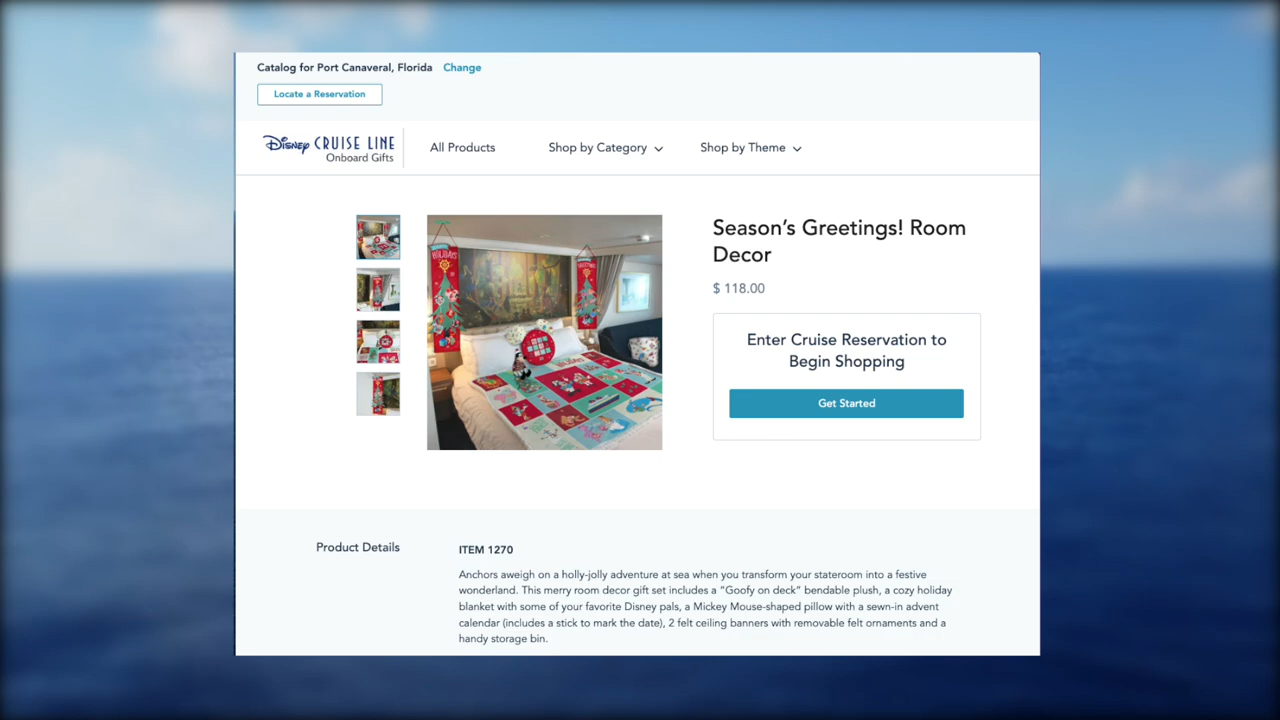 Catalog for Port Canaveral, Florida Change
Locate a Reservation
Disney CRUISE LINE
Onboard Gifts
All Products
Shop by Category
Shop by Theme
Season’s Greetings! Room
Decor
$ 118.00
HOLIDAYS
Enter Cruise Reservation to
Begin Shopping
Get Started
Product Details
ITEM 1270
Anchors aweigh on a holly-jolly adventure at sea when you transform your stateroom into a festive
wonderland. This merry room decor gift set includes a “Goofy on deck” bendable plush, a cozy holiday
blanket with some of your favorite Disney pals, a Mickey Mouse-shaped pillow with a sewn-in advent
calendar (includes a stick to mark the date), 2 felt ceiling banners with removable felt ornaments and a
handy storage bin.